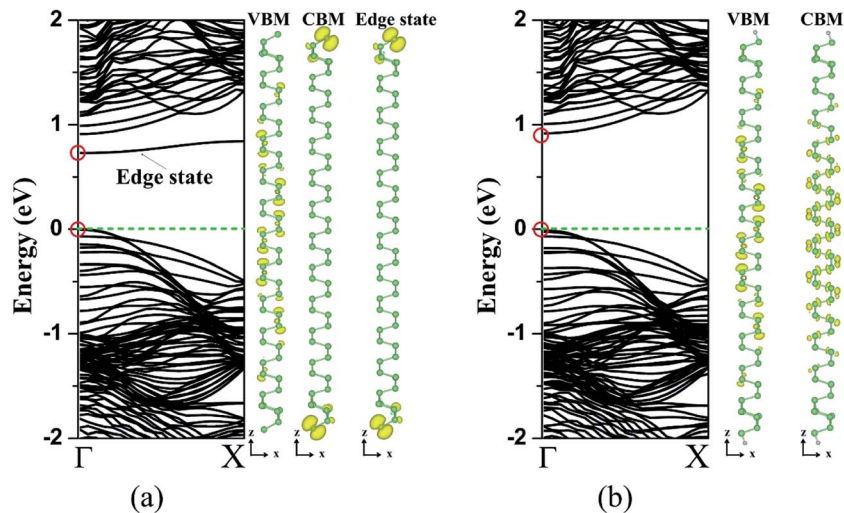 VBM CBM Edge state
VBM CBM
2
1
0
-1
-2
Energy (eV)
Edge state
Γ X
z
x
z
x
z
x
(a)
2
1
0
-1
-2
Energy (eV)
Γ X
z
x
z
x
(b)